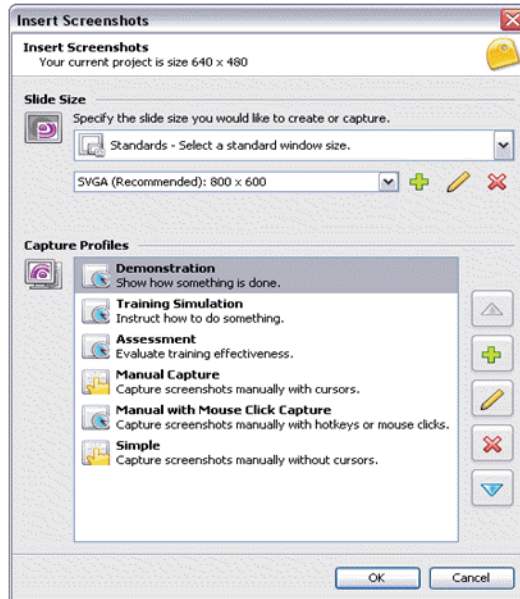 Insert Screenshots
Insert Screenshots
Your current project is size 640 x 480
Slide Size
Specify the slide size you would like to create or capture.
Standards - Select a standard window size.
SVGA (Recommended): 800 x 600
Capture Profiles
Demonstration
Show how something is done.
Training Simulation
Instruct how to do something.
Assessment
Evaluate training effectiveness.
Manual Capture
Capture screenshots manually with cursors.
Manual with Mouse Click Capture
Capture screenshots manually with hotkeys or mouse clicks.
Simple
Capture screenshots manually without cursors.
OK Cancel